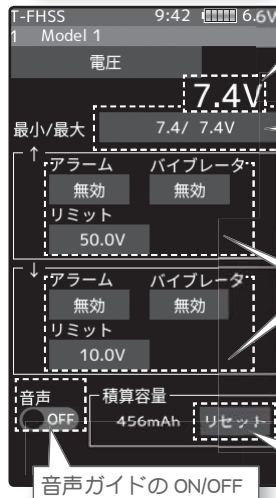 T-FHSS 9:42 6.6V
1 Model 1
電圧
7.4V
最小/最大 7.4/ 7.4V
↑
アラーム バイブレータ
無効 無効
リミット
50.0V
↓
アラーム バイブレータ
無効 無効
リミット
10.0V
音声 積算容量
OFF 456mAh リセット
音声ガイドの ON/OFF